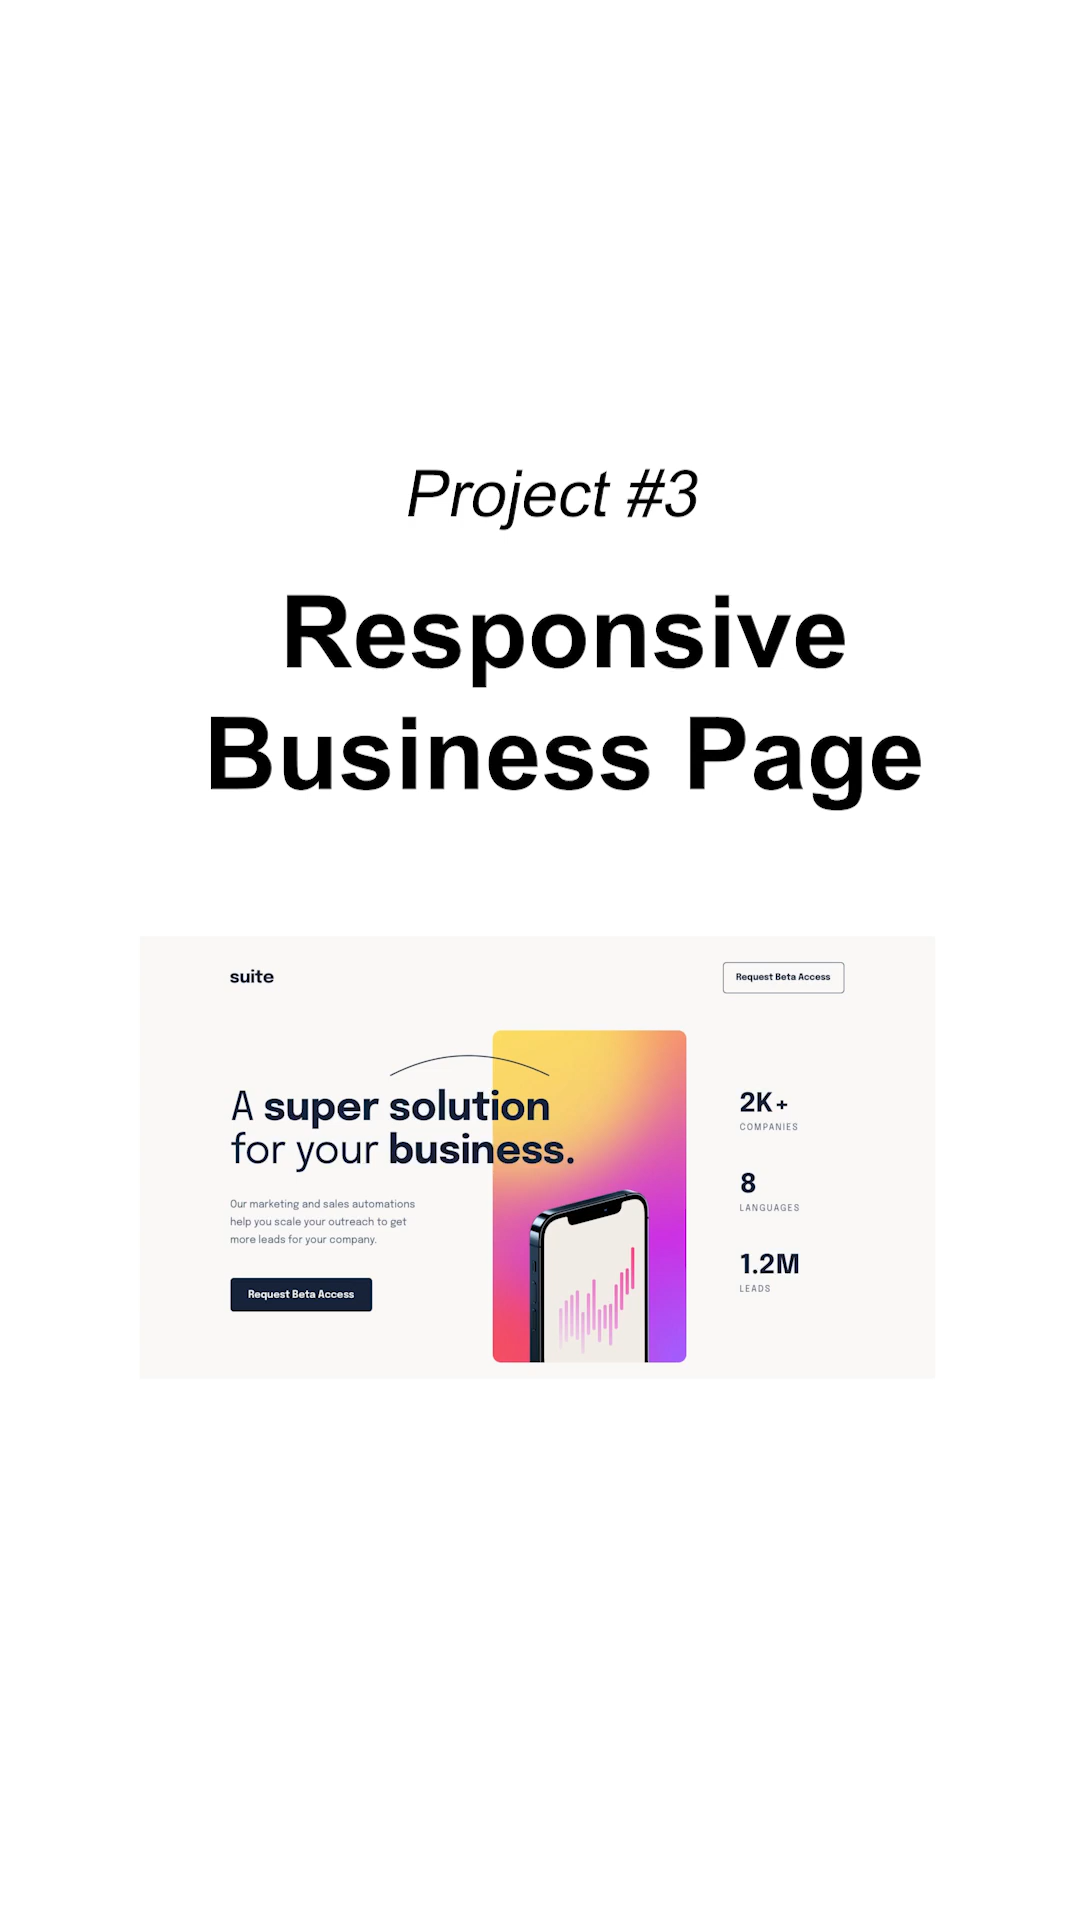 Project #3
Responsive
Business Page
suite
Request Beta Access
A super solution
for your business.
Our marketing and sales automations
help you scale your outreach to get
more leads for your company.
Request Beta Access
2K+
COMPANIES
8
LANGUAGES
1.2M
LEADS